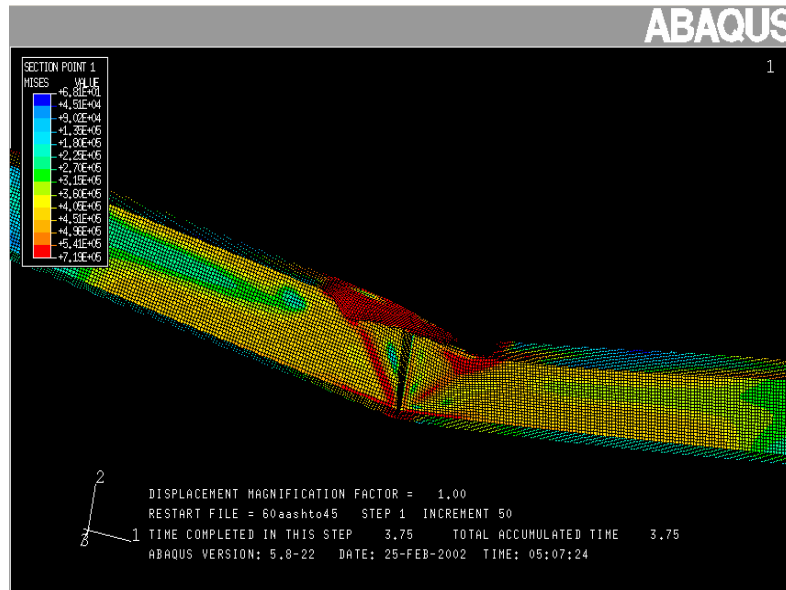 ABAQUS
1
SECTION POINT 1
MISES VALUE
+6.81E+01
+4.51E+04
+9.02E+04
+1.35E+05
+1.80E+05
+2.25E+05
+2.70E+05
+3.15E+05
+3.60E+05
+4.05E+05
+4.51E+05
+4.96E+05
+5.41E+05
+7.19E+05
2
3
1
DISPLACEMENT MAGNIFICATION FACTOR = 1.00
RESTART FILE = 60aashto45 STEP 1 INCREMENT 50
TIME COMPLETED IN THIS STEP 3.75 TOTAL ACCUMULATED TIME 3.75
ABAQUS VERSION: 5.8-22 DATE: 25-FEB-2002 TIME: 05:07:24